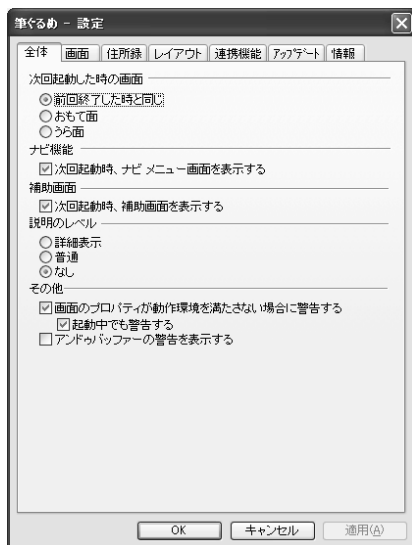 筆ぐるめ - 設定
全体 画面 住所録 レイアウト 連携機能 アップデート 情報
次回起動した時の画面
前回終了した時と同じ
おもて面
うら面
ナビ機能
次回起動時、ナビ メニュー画面を表示する
補助画面
次回起動時、補助画面を表示する
説明のレベル
詳細表示
普通
なし
その他
画面のプロパティが動作環境を満たさない場合に警告する
起動中でも警告する
アンドゥバッファーの警告を表示する
OK キャンセル 適用(A)